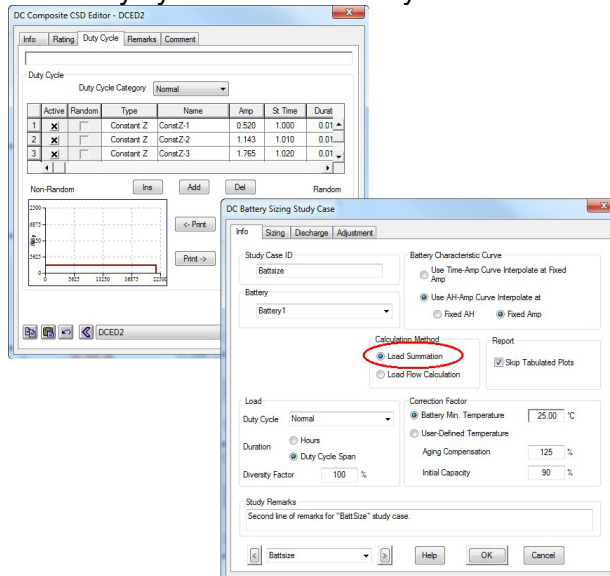 DC Composite CSD Editor - DCED2
Info Rating Duty Cycle Remarks Comment
Duty Cycle
Duty Cycle Category Normal
Active Random Type Name Amp St Time Durat
1 Constant Z ConstZ-1 0.520 1.000 0.01
2 Constant Z ConstZ-2 1.143 1.010 0.01
3 Constant Z ConstZ-3 1.765 1.020 0.01
Non-Random Ins Add Del Random
<- Print
Print ->
0 3625 11250 16875 22500
DCED2
DC Battery Sizing Study Case
Info Sizing Discharge Adjustment
Study Case ID
Battsize
Battery
Battery1
Battery Characteristic Curve
Use Time-Amp Curve Interpolate at Fixed
Amp
Use AH-Amp Curve Interpolate at
Fixed AH Fixed Amp
Calculation Method
Load Summation
Load Flow Calculation
Report
Skip Tabulated Plots
Load
Duty Cycle Normal
Duration
Hours
Duty Cycle Span
Diversity Factor 100 %
Correction Factor
Battery Min. Temperature 25.00 °C
User-Defined Temperature
Aging Compensation 125 %
Initial Capacity 90 %
Study Remarks
Second line of remarks for "BattSize" study case.
< Battsize > Help OK Cancel